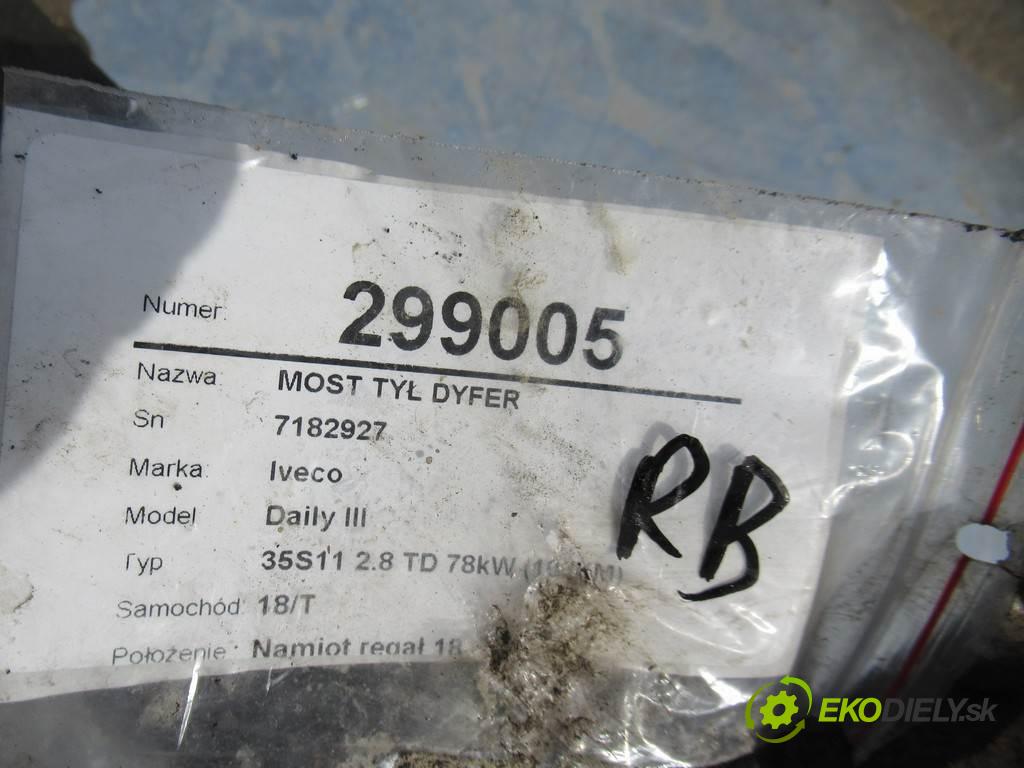 Numer: 299005
Nazwa: MOST TYŁ DYFER
Sn 7182927
Marka: Iveco
Model Daily III
Typ 35S11 2.8 TD 78kW
Samochód: 18/T
Położenie: Namiot regał 18
RB
EKODIELY.sk